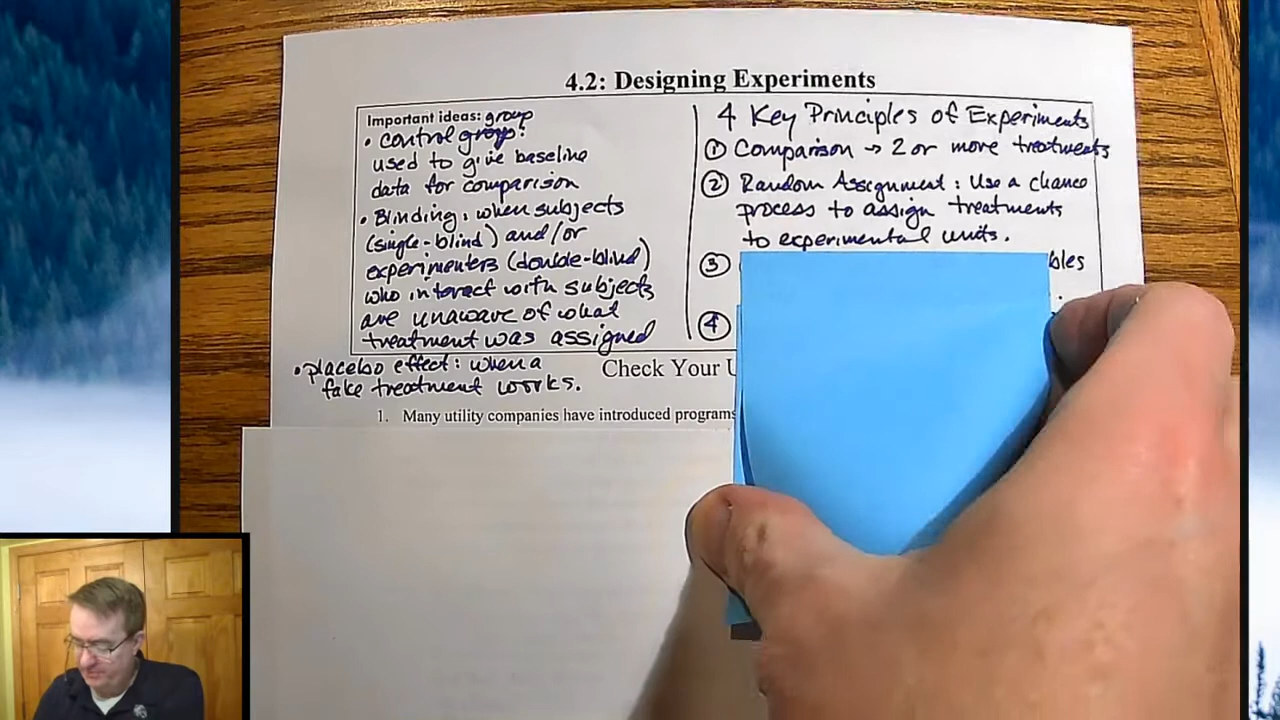 4.2: Designing Experiments
Important ideas: group
• control group:
used to give baseline
data for comparison
• Blinding: when subjects
(single-blind) and/or
experimenters (double-blind)
who interact with subjects
are unaware of what
treatment was assigned
• placebo effect: when a
fake treatment works.
4 Key Principles of Experiments
① Comparison → 2 or more treatments
② Random Assignment: Use a chance
process to assign treatments
to experimental units.
③ bles
④
Check Your U
1. Many utility companies have introduced programs